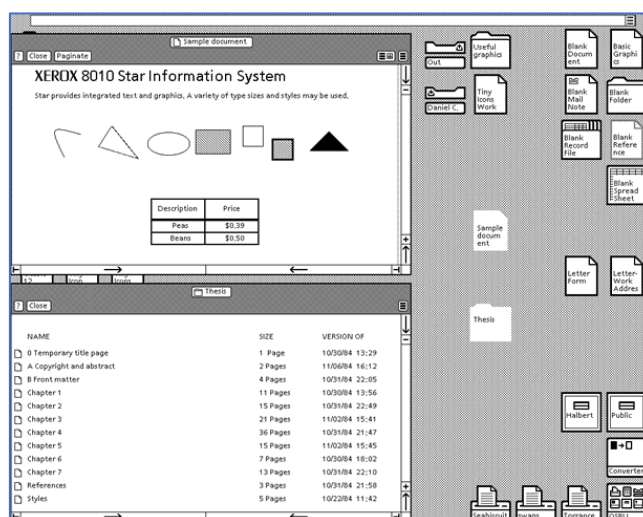 Sample document
? Close Paginate
XEROX 8010 Star Information System
Star provides integrated text and graphics. A variety of type sizes and styles may be used.
Description Price
Peas $0,39
Beans $0,50
Thesis
? Close
NAME SIZE VERSION OF
0 Temporary title page 1 Page 10/30/84 13;29
A Copyright and abstract 2 Pages 11/06/84 16;12
B Front matter 4 Pages 10/31/84 22;05
Chapter 1 11 Pages 10/30/84 13;56
Chapter 2 15 Pages 10/31/84 22;49
Chapter 3 21 Pages 11/02/84 15;41
Chapter 4 36 Pages 10/31/84 21;47
Chapter 5 15 Pages 11/02/84 15;45
Chapter 6 7 Pages 10/30/84 18;02
Chapter 7 13 Pages 10/31/84 22;10
References 3 Pages 10/31/84 21;58
Styles 5 Pages 10/22/84 11;42
Out
Useful
graphics
Blank
Docum
ent
Basic
Graphi
cs
Daniel C.
Tiny
Icons
Work
Blank
Mail
Note
Blank
Folder
Blank
Record
File
Blank
Refere
nce
Blank
Spread
Sheet
Sample
docum
ent
Letter
Form
Letter-
Work
Addres
Thesis
Halbert
Public
Converter
Torrance